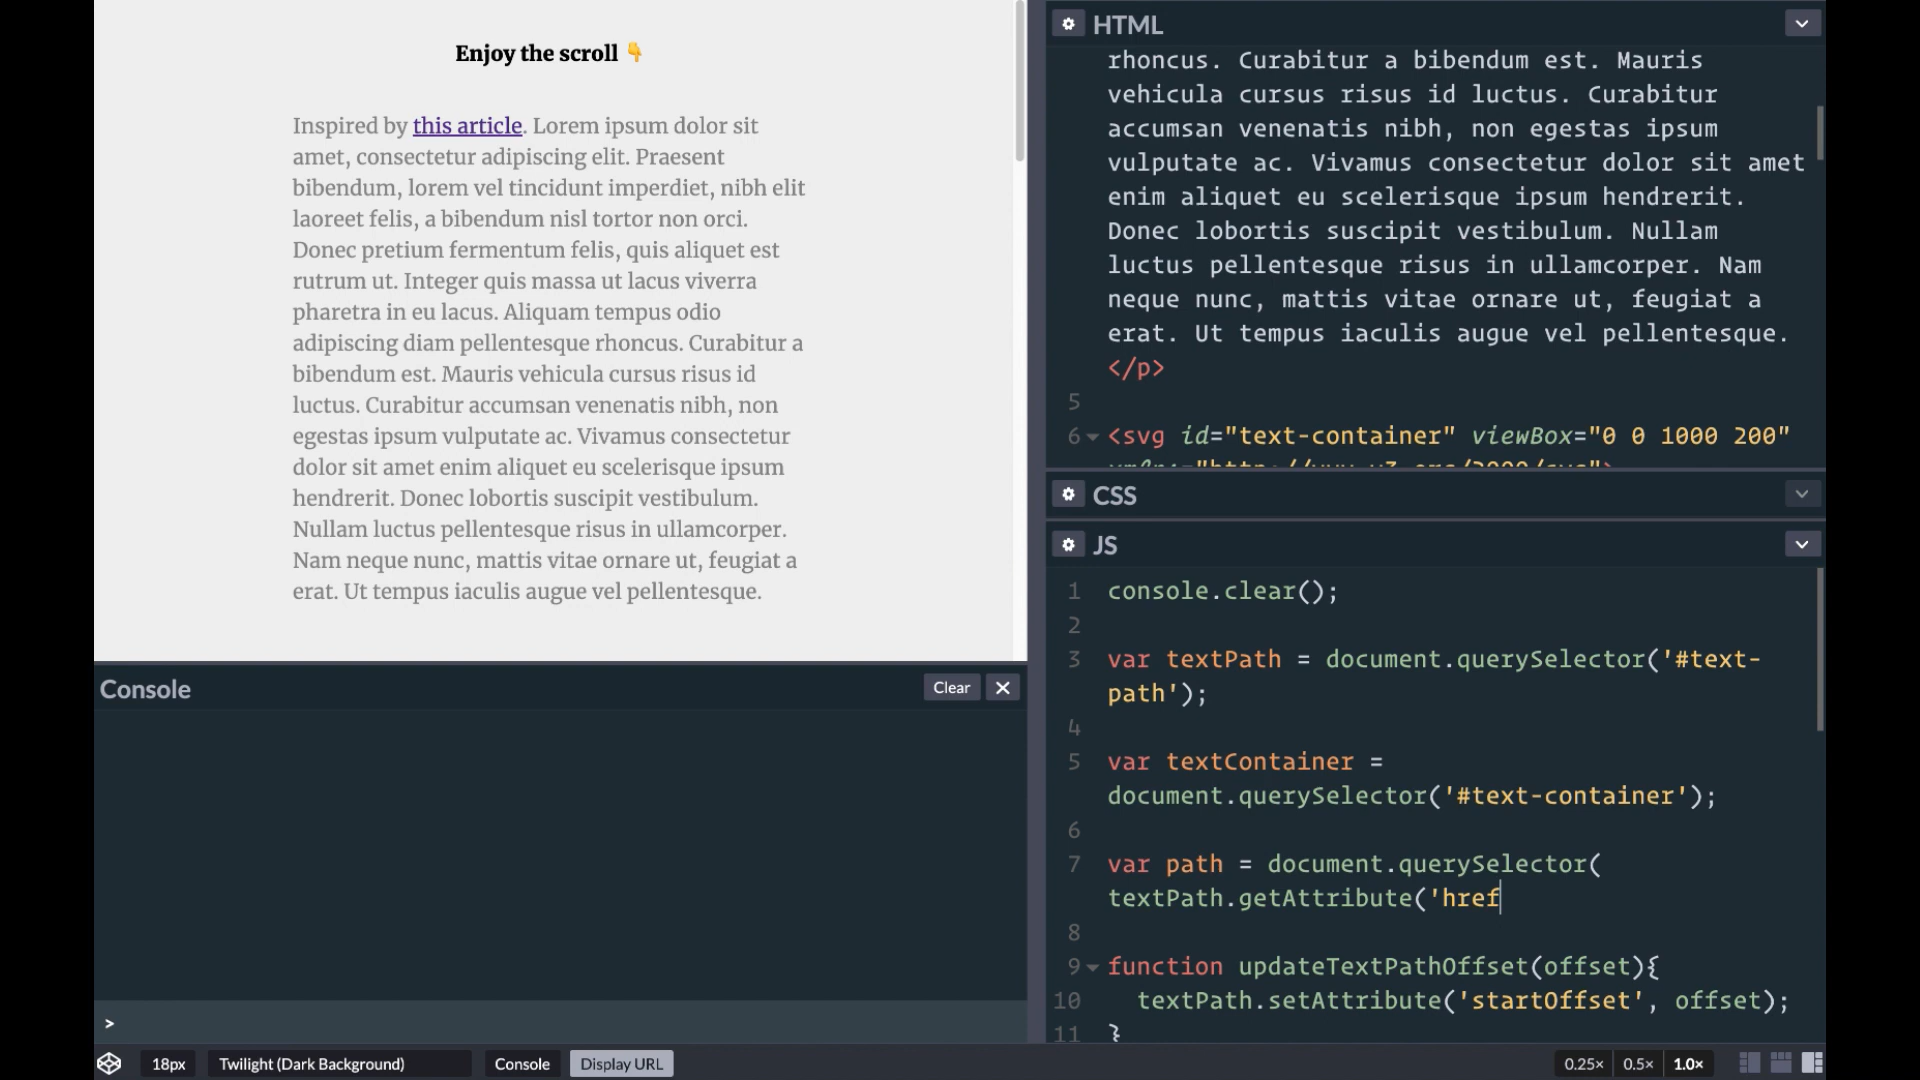 Enjoy the scroll 👇
Inspired by this article. Lorem ipsum dolor sit
amet, consectetur adipiscing elit. Praesent
bibendum, lorem vel tincidunt imperdiet, nibh elit
laoreet felis, a bibendum nisl tortor non orci.
Donec pretium fermentum felis, quis aliquet est
rutrum ut. Integer quis massa ut lacus viverra
pharetra in eu lacus. Aliquam tempus odio
adipiscing diam pellentesque rhoncus. Curabitur a
bibendum est. Mauris vehicula cursus risus id
luctus. Curabitur accumsan venenatis nibh, non
egestas ipsum vulputate ac. Vivamus consectetur
dolor sit amet enim aliquet eu scelerisque ipsum
hendrerit. Donec lobortis suscipit vestibulum.
Nullam luctus pellentesque risus in ullamcorper.
Nam neque nunc, mattis vitae ornare ut, feugiat a
erat. Ut tempus iaculis augue vel pellentesque.
Console
Clear
>
HTML
rhoncus. Curabitur a bibendum est. Mauris
vehicula cursus risus id luctus. Curabitur
accumsan venenatis nibh, non egestas ipsum
vulputate ac. Vivamus consectetur dolor sit amet
enim aliquet eu scelerisque ipsum hendrerit.
Donec lobortis suscipit vestibulum. Nullam
luctus pellentesque risus in ullamcorper. Nam
neque nunc, mattis vitae ornare ut, feugiat a
erat. Ut tempus iaculis augue vel pellentesque.
</p>
5
6 <svg id="text-container" viewBox="0 0 1000 200"
CSS
JS
1 console.clear();
2
3 var textPath = document.querySelector('#text-
path');
4
5 var textContainer =
document.querySelector('#text-container');
6
7 var path = document.querySelector(
textPath.getAttribute('href
8
9 function updateTextPathOffset(offset){
10 textPath.setAttribute('startOffset', offset);
11 }
18px Twilight (Dark Background) Console Display URL 0.25× 0.5× 1.0×